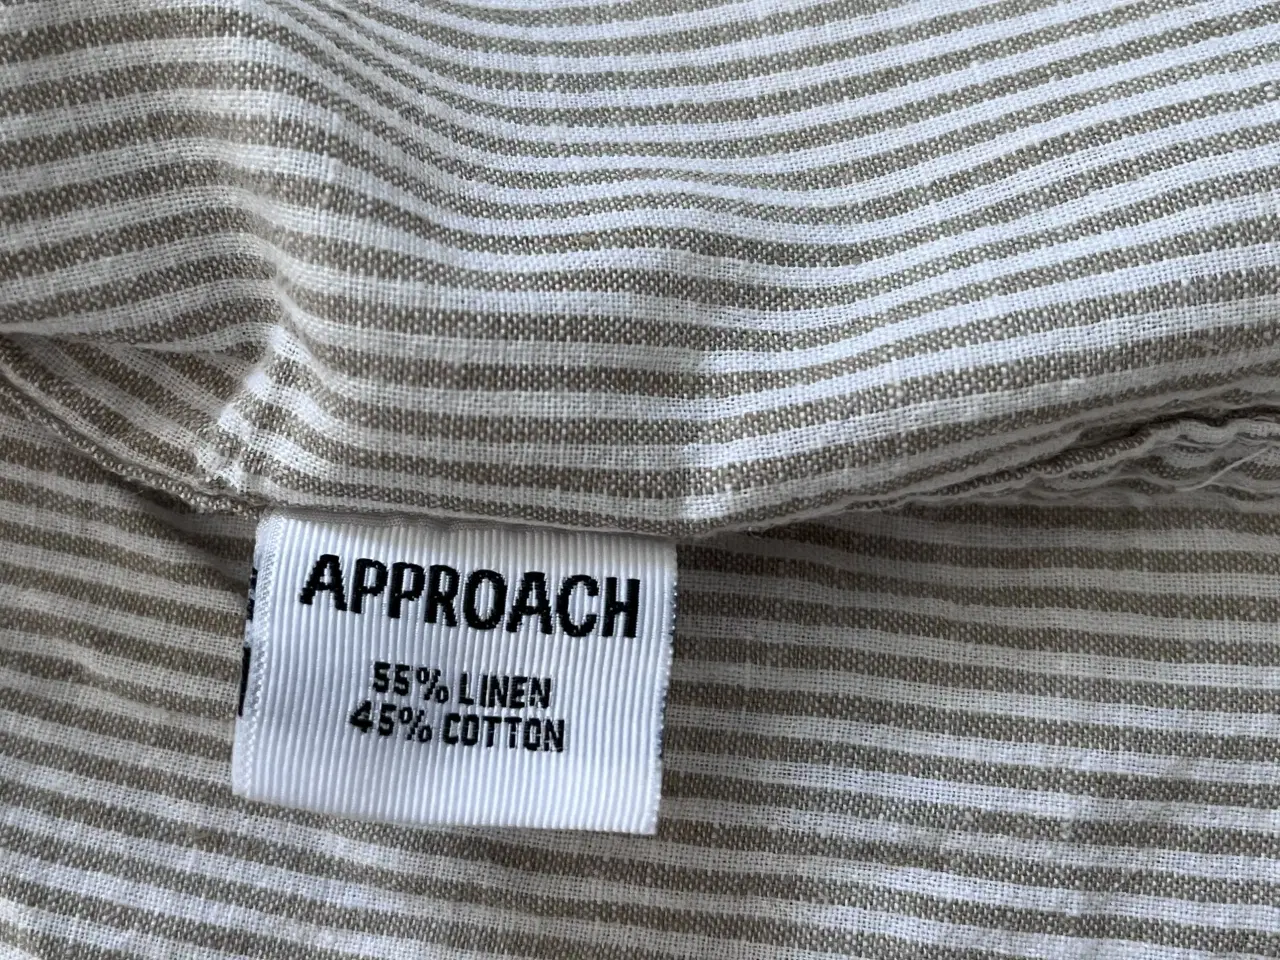 APPROACH
55% LINEN
45% COTTON